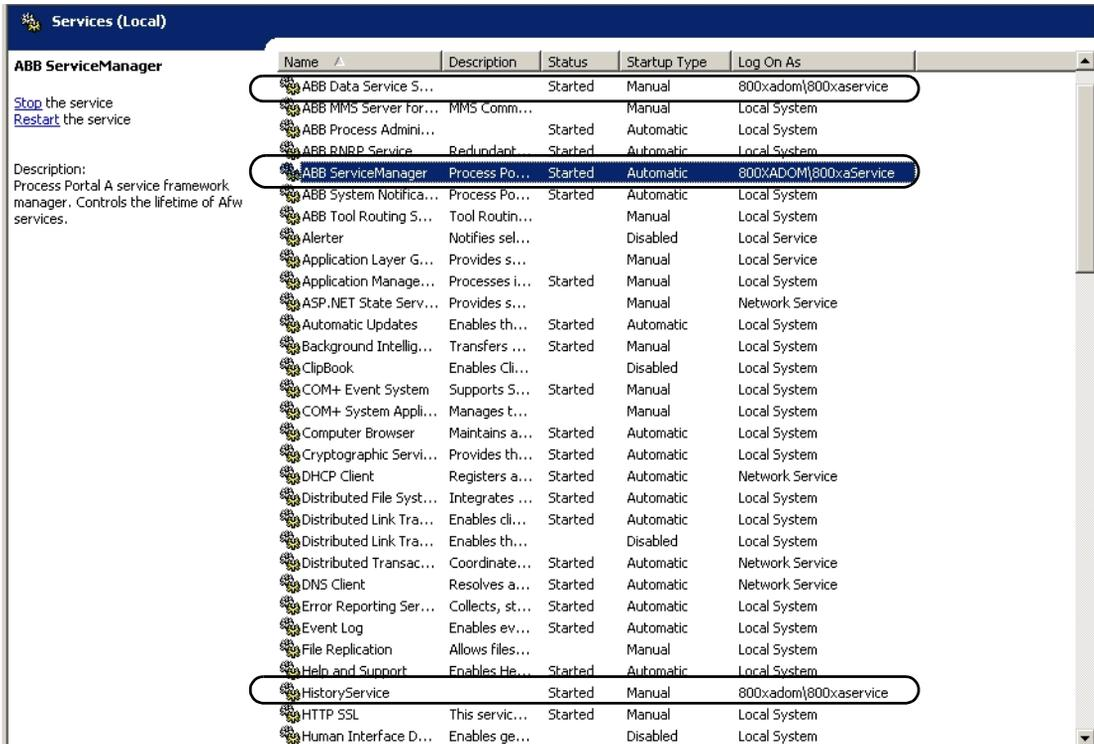 Services (Local)
ABB ServiceManager
Stop the service
Restart the service
Description:
Process Portal A service framework
manager. Controls the lifetime of Afw
services.
Name Description Status Startup Type Log On As
ABB Data Service S... Started Manual 800xadom\800xaservice
ABB MMS Server for... MMS Comm... Manual Local System
ABB Process Admini... Started Automatic Local System
ABB RNRP Service Redundant... Started Automatic Local System
ABB ServiceManager Process Po... Started Automatic 800XADOM\800xaService
ABB System Notifica... Process Po... Started Automatic Local System
ABB Tool Routing S... Tool Routin... Manual Local System
Alerter Notifies sel... Disabled Local Service
Application Layer G... Provides s... Manual Local Service
Application Manage... Processes i... Started Manual Local System
ASP.NET State Serv... Provides s... Manual Network Service
Automatic Updates Enables th... Started Automatic Local System
Background Intellig... Transfers ... Started Manual Local System
ClipBook Enables Cli... Disabled Local System
COM+ Event System Supports S... Started Manual Local System
COM+ System Appli... Manages t... Manual Local System
Computer Browser Maintains a... Started Automatic Local System
Cryptographic Servi... Provides th... Started Automatic Local System
DHCP Client Registers a... Started Automatic Network Service
Distributed File Syst... Integrates ... Started Automatic Local System
Distributed Link Tra... Enables cli... Started Automatic Local System
Distributed Link Tra... Enables th... Disabled Local System
Distributed Transac... Coordinate... Started Automatic Network Service
DNS Client Resolves a... Started Automatic Network Service
Error Reporting Ser... Collects, st... Started Automatic Local System
Event Log Enables ev... Started Automatic Local System
File Replication Allows files... Manual Local System
Help and Support Enables He... Started Automatic Local System
HistoryService Started Manual 800xadom\800xaservice
HTTP SSL This servic... Started Manual Local System
Human Interface D... Enables ge... Disabled Local System